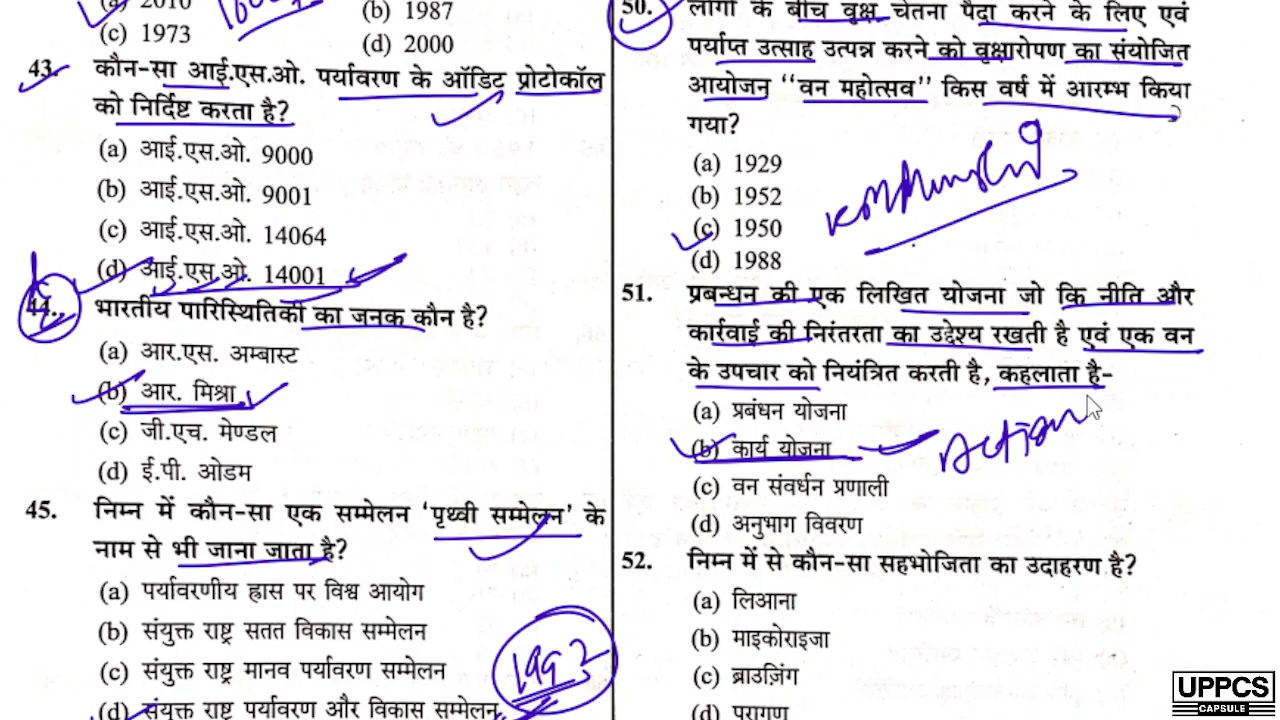 (a) 2010
(b) 1987
(c) 1973
(d) 2000
43. कौन-सा आई.एस.ओ. पर्यावरण के ऑडिट प्रोटोकॉल
को निर्दिष्ट करता है?
(a) आई.एस.ओ. 9000
(b) आई.एस.ओ. 9001
(c) आई.एस.ओ. 14064
(d) आई.एस.ओ. 14001
44. भारतीय पारिस्थितिकी का जनक कौन है?
(a) आर.एस. अम्बास्ट
(b) आर. मिश्रा
(c) जी.एच. मेण्डल
(d) ई.पी. ओडम
45. निम्न में कौन-सा एक सम्मेलन ‘पृथ्वी सम्मेलन’ के
नाम से भी जाना जाता है?
(a) पर्यावरणीय ह्रास पर विश्व आयोग
(b) संयुक्त राष्ट्र सतत विकास सम्मेलन
(c) संयुक्त राष्ट्र मानव पर्यावरण सम्मेलन
(d) संयुक्त राष्ट्र पर्यावरण और विकास सम्मेलन
1992
50. लोगों के बीच वृक्ष चेतना पैदा करने के लिए एवं
पर्याप्त उत्साह उत्पन्न करने को वृक्षारोपण का संयोजित
आयोजन “वन महोत्सव” किस वर्ष में आरम्भ किया
गया?
(a) 1929
(b) 1952
(c) 1950
(d) 1988
51. प्रबन्धन की एक लिखित योजना जो कि नीति और
कार्रवाई की निरंतरता का उद्देश्य रखती है एवं एक वन
के उपचार को नियंत्रित करती है, कहलाता है-
(a) प्रबंधन योजना
(b) कार्य योजना
Action
(c) वन संवर्धन प्रणाली
(d) अनुभाग विवरण
52. निम्न में से कौन-सा सहभोजिता का उदाहरण है?
(a) लिआना
(b) माइकोराइजा
(c) ब्राउज़िंग
(d) परागण
UPPCS
CAPSULE